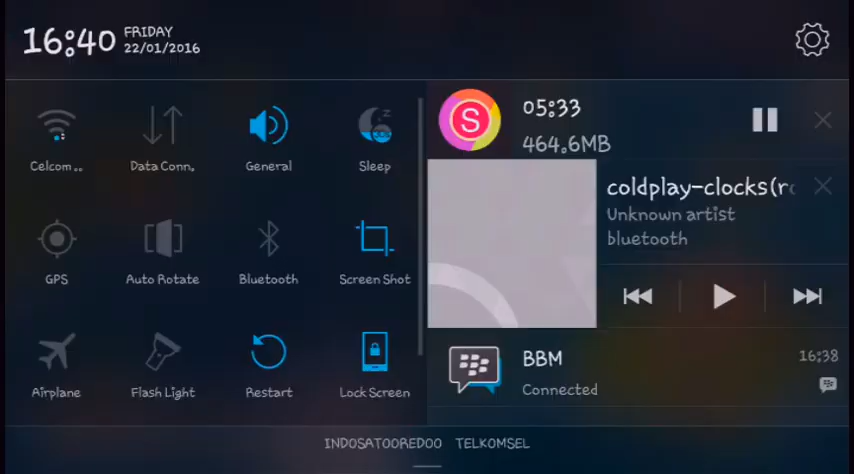 16:40
FRIDAY
22/01/2016
Celcom ..
Data Conn.
General
Sleep
GPS
Auto Rotate
Bluetooth
Screen Shot
Airplane
Flash Light
Restart
Lock Screen
S
05:33
464.6MB
coldplay-clocks(r
Unknown artist
bluetooth
BBM
16:38
Connected
INDOSATOOREDOO TELKOMSEL